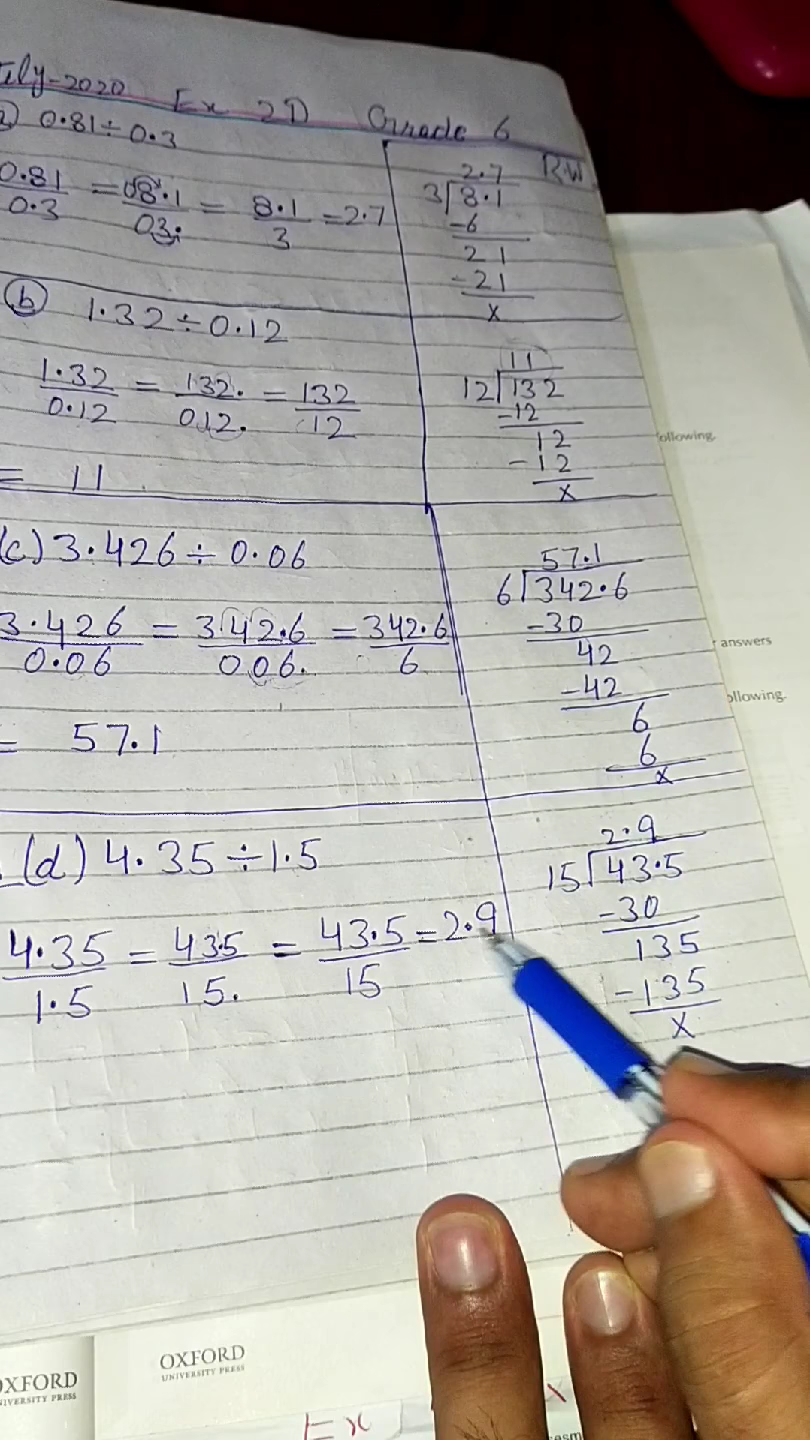 -2020 Ex 2D Grade 6
0.81 ÷ 0.3
0.81/0.3 = 08.1/03. = 8.1/3 = 2.7
(b) 1.32 ÷ 0.12
1.32/0.12 = 132./012. = 132/12
= 11
(c) 3.426 ÷ 0.06
3.426/0.06 = 342.6/006. = 342.6/6
= 57.1
(d) 4.35 ÷ 1.5
4.35/1.5 = 43.5/15. = 43.5/15 = 2.9
R.W
2.7
3 8.1
-6
21
-21
x
11
12 132
-12
12
-12
x
57.1
6 342.6
-30
42
-42
6
6
x
2.9
15 43.5
-30
135
-135
x
following.
answers
following.
OXFORD
UNIVERSITY PRESS
OXFORD
UNIVERSITY PRESS
Ex
x